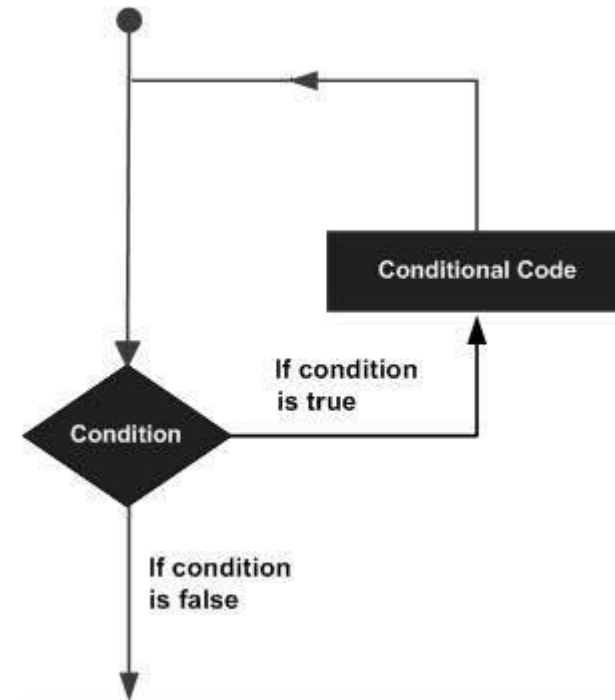 Conditional Code
If condition
is true
Condition
If condition
is false